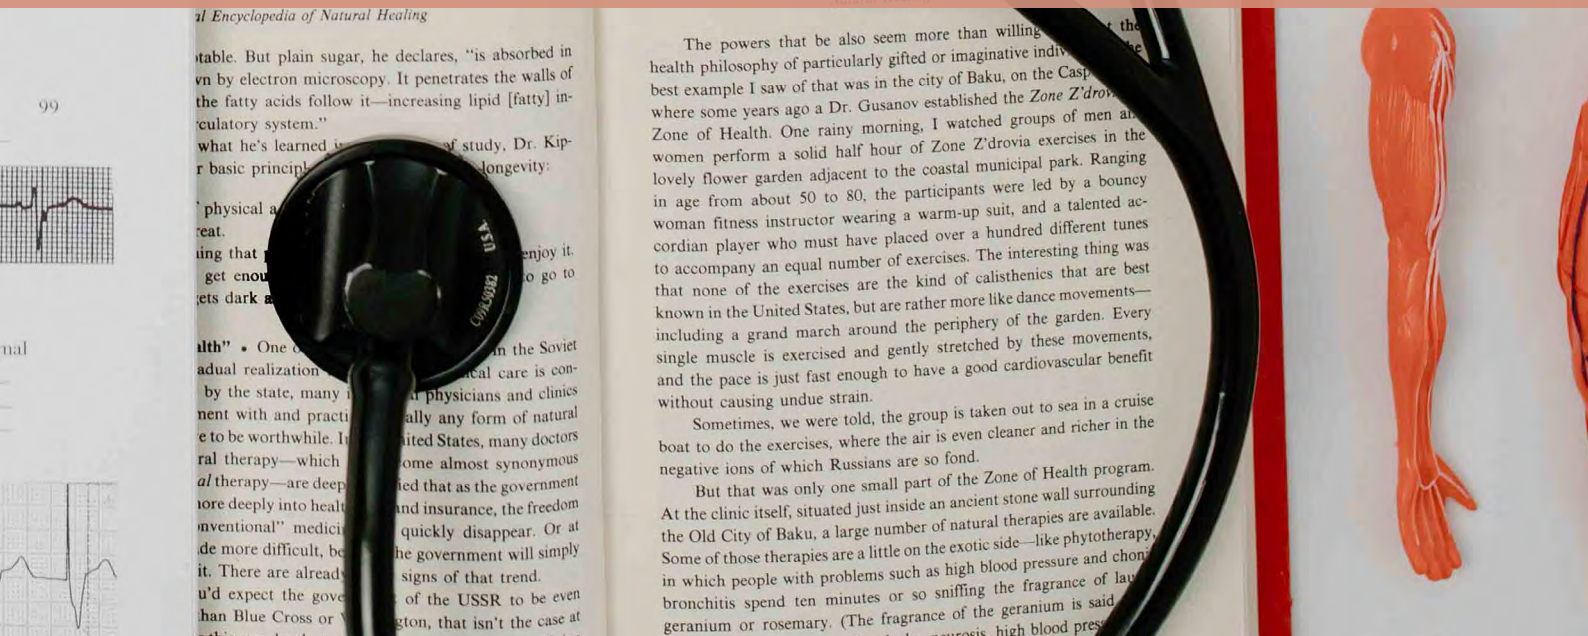 99
nal
al Encyclopedia of Natural Healing
table. But plain sugar, he declares, “is absorbed in
vn by electron microscopy. It penetrates the walls of
the fatty acids follow it—increasing lipid [fatty] in-
rculatory system.”
what he's learned of study, Dr. Kip-
r basic princip longevity:
physical a
reat.
ing that enjoy it.
get enou o go to
ets dark a
alth” • One in the Soviet
adual realization cal care is con-
by the state, many physicians and clinics
ment with and practi ally any form of natural
e to be worthwhile. I ited States, many doctors
ral therapy—which ome almost synonymous
al therapy—are deep ied that as the government
ore deeply into healt and insurance, the freedom
onventional” medici quickly disappear. Or at
de more difficult, be he government will simply
it. There are alread signs of that trend.
u'd expect the gove of the USSR to be even
han Blue Cross or gton, that isn't the case at
USA
The powers that be also seem more than willing the
health philosophy of particularly gifted or imaginative indiv
best example I saw of that was in the city of Baku, on the Casp
where some years ago a Dr. Gusanov established the Zone Z'drov
Zone of Health. One rainy morning, I watched groups of men an
women perform a solid half hour of Zone Z'drovia exercises in the
lovely flower garden adjacent to the coastal municipal park. Ranging
in age from about 50 to 80, the participants were led by a bouncy
woman fitness instructor wearing a warm-up suit, and a talented ac-
cordian player who must have placed over a hundred different tunes
to accompany an equal number of exercises. The interesting thing was
that none of the exercises are the kind of calisthenics that are best
known in the United States, but are rather more like dance movements—
including a grand march around the periphery of the garden. Every
single muscle is exercised and gently stretched by these movements,
and the pace is just fast enough to have a good cardiovascular benefit
without causing undue strain.
Sometimes, we were told, the group is taken out to sea in a cruise
boat to do the exercises, where the air is even cleaner and richer in the
negative ions of which Russians are so fond.
But that was only one small part of the Zone of Health program.
At the clinic itself, situated just inside an ancient stone wall surrounding
the Old City of Baku, a large number of natural therapies are available.
Some of those therapies are a little on the exotic side—like phytotherapy,
in which people with problems such as high blood pressure and chon
bronchitis spend ten minutes or so sniffing the fragrance of lau
geranium or rosemary. (The fragrance of the geranium is said
high blood pres